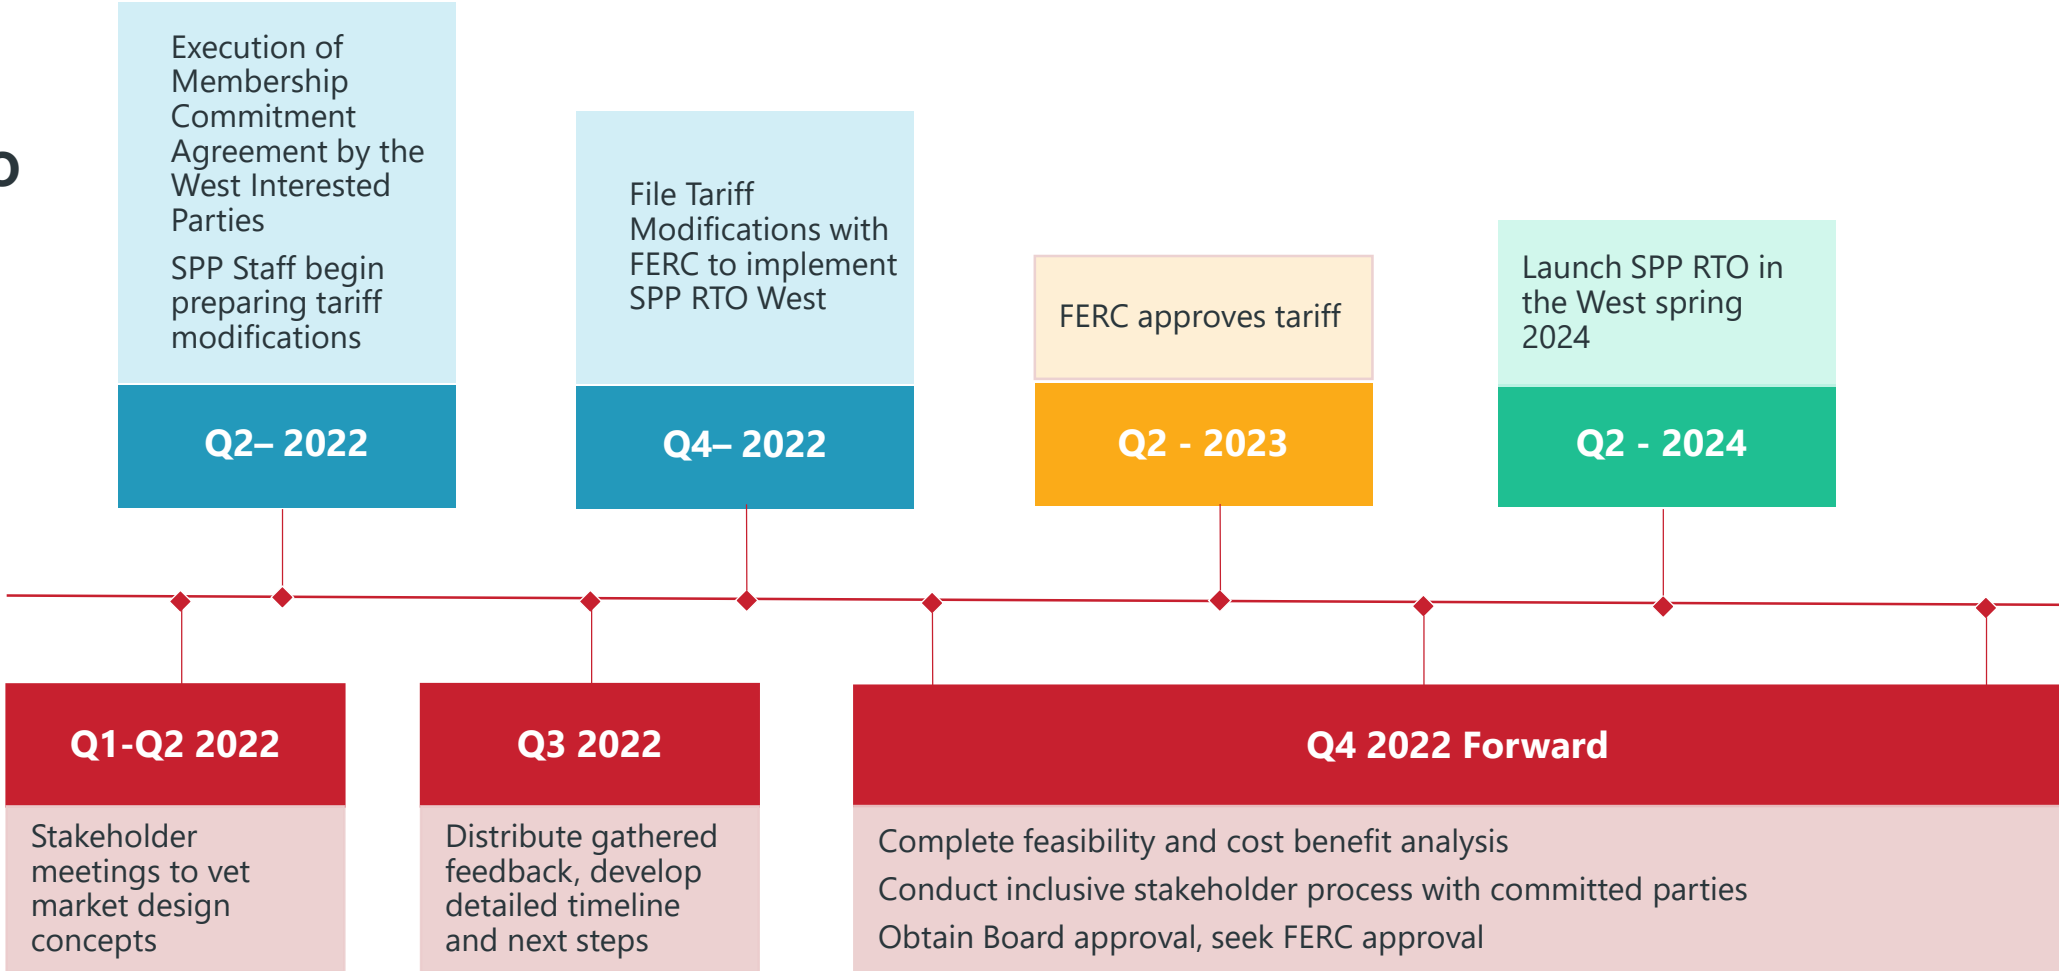 Execution of
Membership
Commitment
Agreement by the
West Interested
Parties
SPP Staff begin
preparing tariff
modifications
Q2– 2022
File Tariff
Modifications with
FERC to implement
SPP RTO West
Q4– 2022
FERC approves tariff
Q2 - 2023
Launch SPP RTO in
the West spring
2024
Q2 - 2024
Q1-Q2 2022
Stakeholder
meetings to vet
market design
concepts
Q3 2022
Distribute gathered
feedback, develop
detailed timeline
and next steps
Q4 2022 Forward
Complete feasibility and cost benefit analysis
Conduct inclusive stakeholder process with committed parties
Obtain Board approval, seek FERC approval